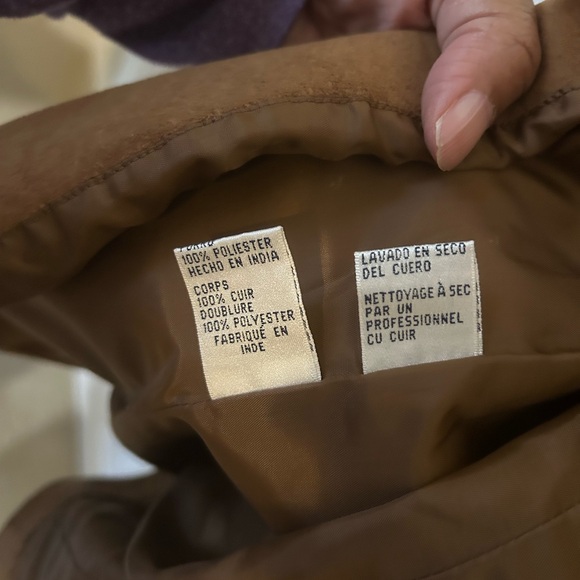 100% POLIESTER
HECHO EN INDIA
CORPS
100% CUIR
DOUBLURE
100% POLYESTER
FABRIQUÉ EN
INDE
LAVADO EN SECO
DEL CUERO
NETTOYAGE À SEC
PAR UN
PROFESSIONNEL
CU CUIR